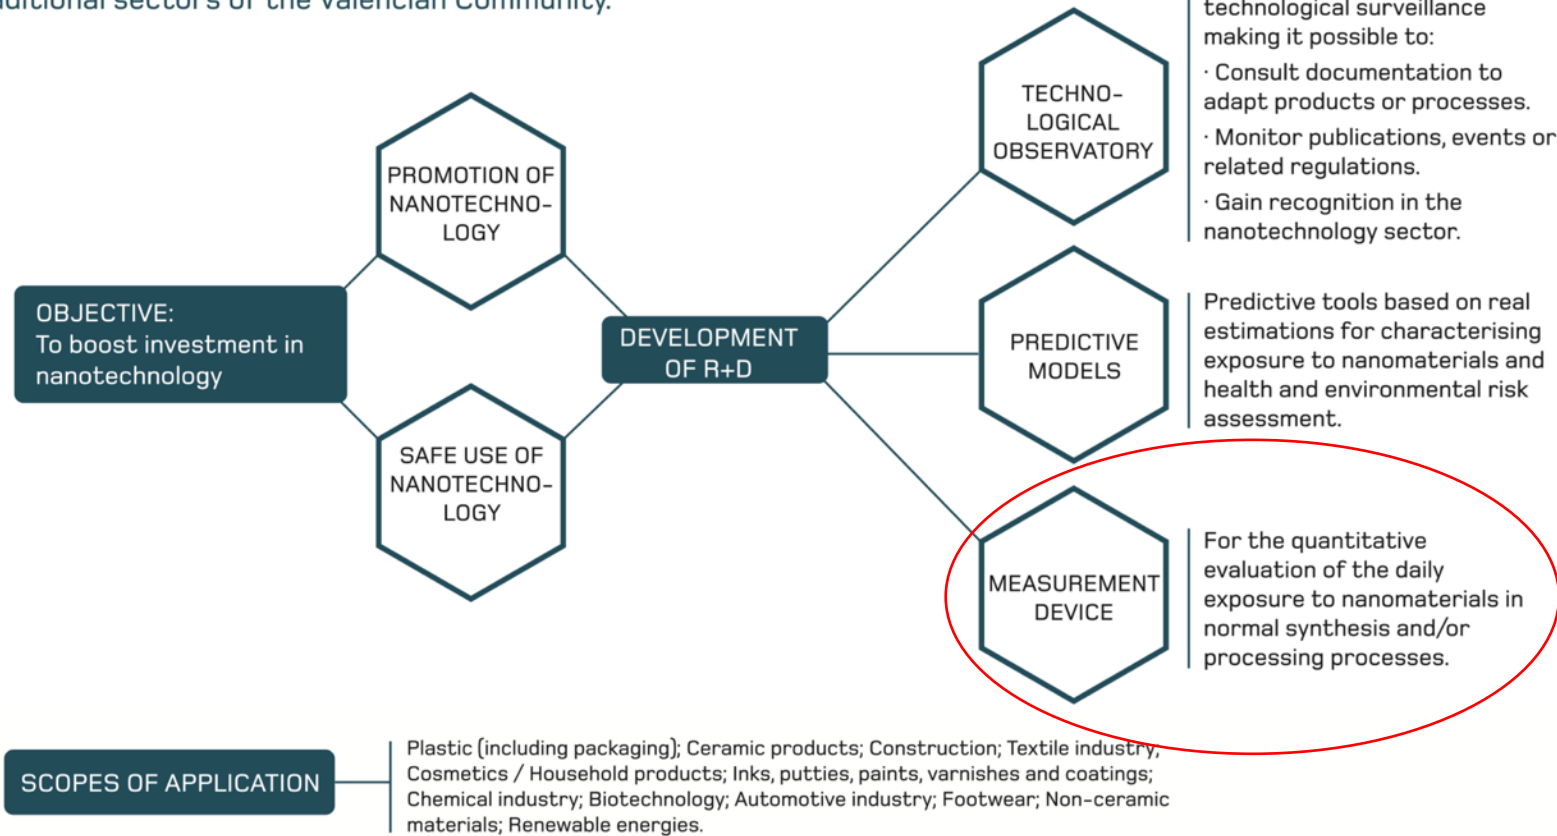 ditional sectors of the Valencian Community.
technological surveillance
making it possible to:
· Consult documentation to
adapt products or processes.
· Monitor publications, events or
related regulations.
· Gain recognition in the
nanotechnology sector.
TECHNO-
LOGICAL
OBSERVATORY
PROMOTION OF
NANOTECHNO-
LOGY
OBJECTIVE:
To boost investment in
nanotechnology
DEVELOPMENT
OF R+D
PREDICTIVE
MODELS
Predictive tools based on real
estimations for characterising
exposure to nanomaterials and
health and environmental risk
assessment.
SAFE USE OF
NANOTECHNO-
LOGY
MEASUREMENT
DEVICE
For the quantitative
evaluation of the daily
exposure to nanomaterials in
normal synthesis and/or
processing processes.
SCOPES OF APPLICATION
Plastic (including packaging); Ceramic products; Construction; Textile industry;
Cosmetics / Household products; Inks, putties, paints, varnishes and coatings;
Chemical industry; Biotechnology; Automotive industry; Footwear; Non-ceramic
materials; Renewable energies.